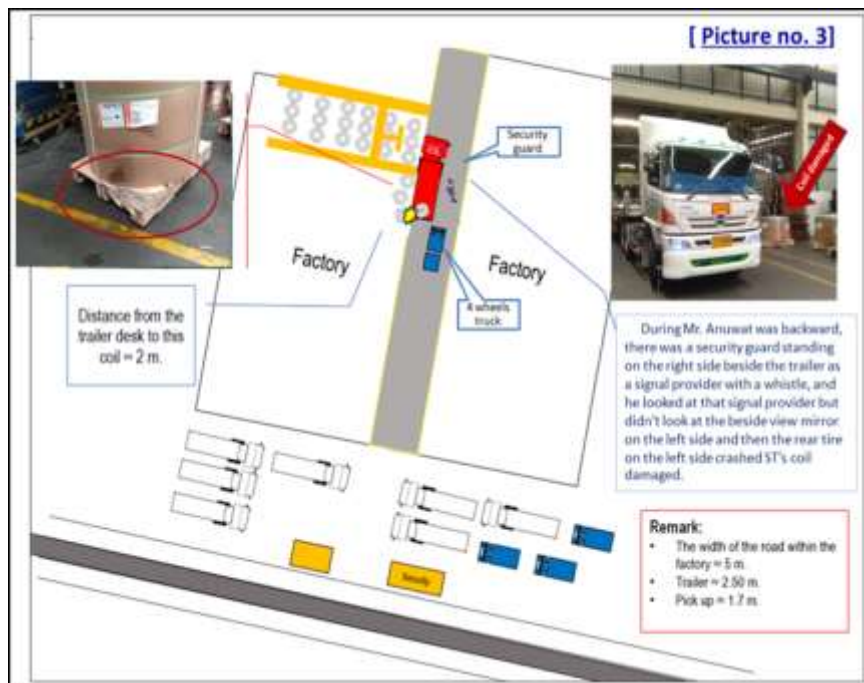 [ Picture no. 3]
Coil damaged
Security
guard
Factory
Factory
4 wheels
truck
Distance from the
trailer desk to this
coil = 2 m.
During Mr. Anuwat was backward,
there was a security guard standing
on the right side beside the trailer as
a signal provider with a whistle, and
he looked at that signal provider but
didn't look at the beside view mirror
on the left side and then the rear tire
on the left side crashed ST's coil
damaged.
Remark:
• The width of the road within the
factory = 5 m.
• Trailer = 2.50 m.
• Pick up = 1.7 m.
Security